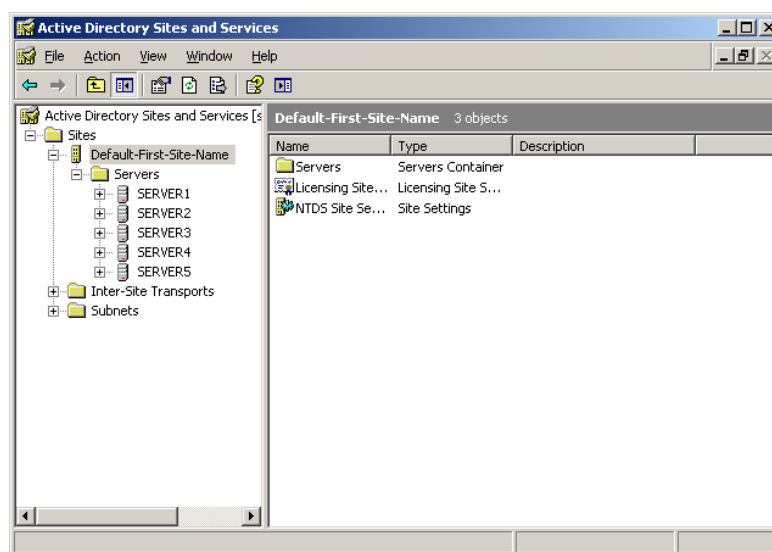 Active Directory Sites and Services
File Action View Window Help
Active Directory Sites and Services [s
Sites
Default-First-Site-Name
Servers
SERVER1
SERVER2
SERVER3
SERVER4
SERVER5
Inter-Site Transports
Subnets
Default-First-Site-Name 3 objects
Name Type Description
Servers Servers Container
Licensing Site... Licensing Site S...
NTDS Site Se... Site Settings